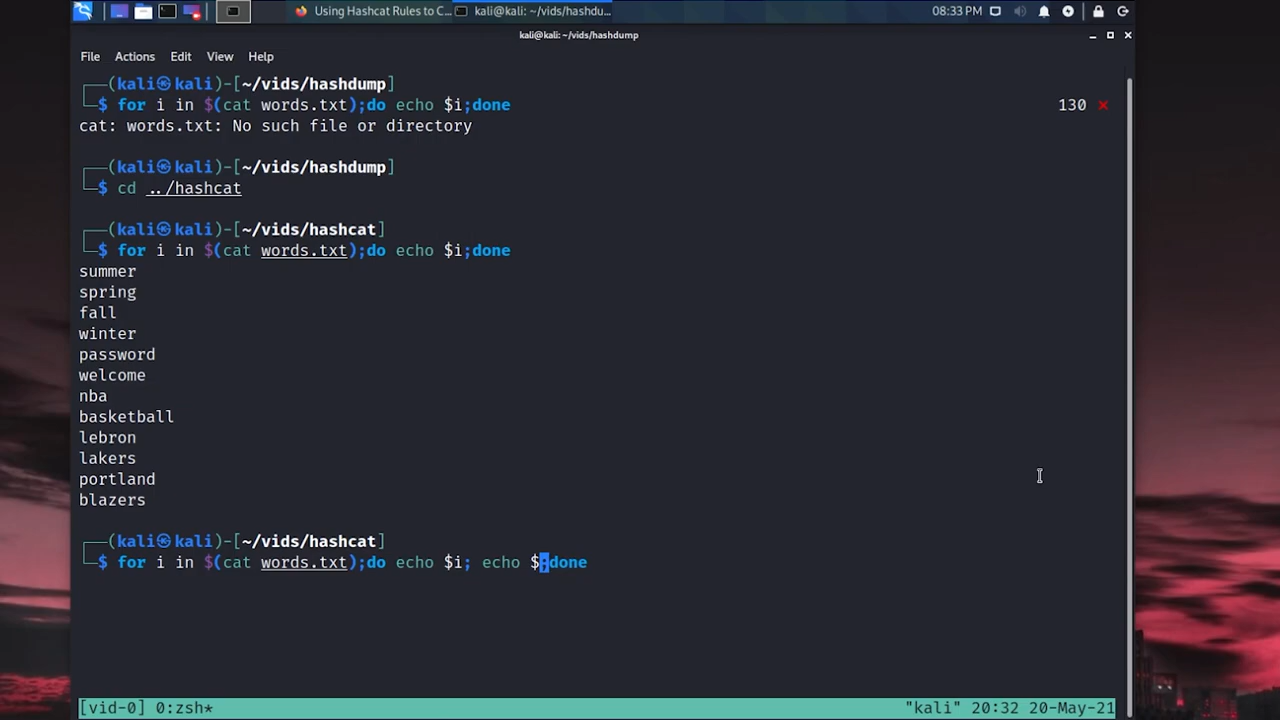 Using Hashcat Rules to C...
kali@kali: ~/vids/hashdu...
08:33 PM
kali@kali: ~/vids/hashdump
File Actions Edit View Help
┌──(kali㉿kali)-[~/vids/hashdump]
└─$ for i in $(cat words.txt);do echo $i;done 130 ×
cat: words.txt: No such file or directory
┌──(kali㉿kali)-[~/vids/hashdump]
└─$ cd ../hashcat
┌──(kali㉿kali)-[~/vids/hashcat]
└─$ for i in $(cat words.txt);do echo $i;done
summer
spring
fall
winter
password
welcome
nba
basketball
lebron
lakers
portland
blazers
┌──(kali㉿kali)-[~/vids/hashcat]
└─$ for i in $(cat words.txt);do echo $i; echo $;done
[vid-0] 0:zsh* "kali" 20:32 20-May-21